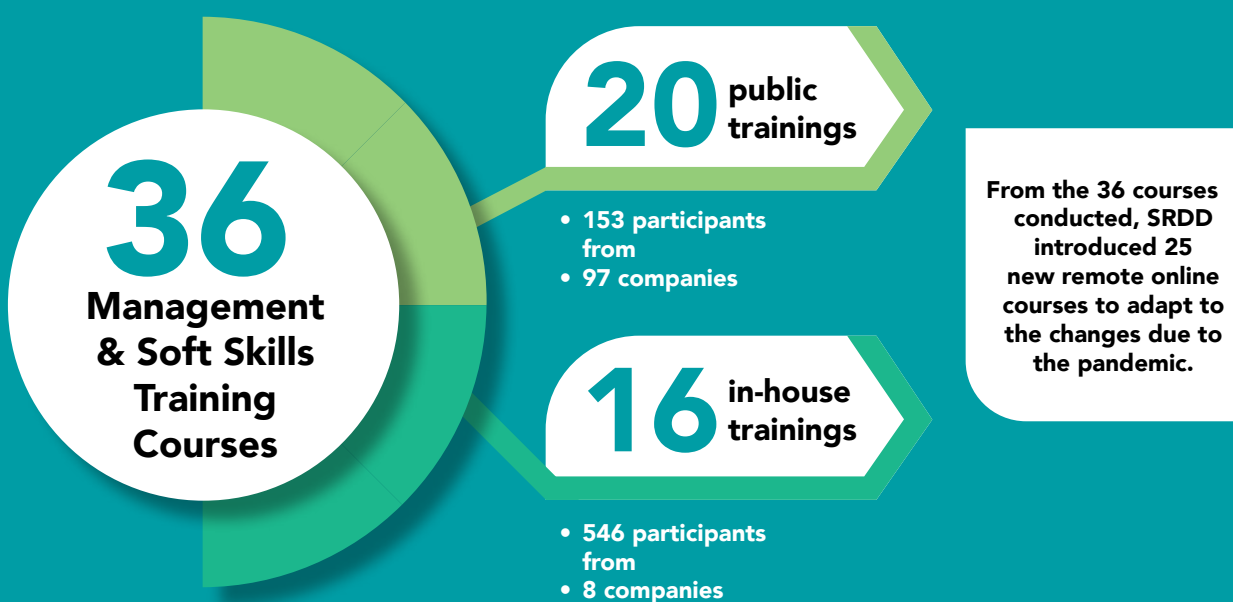 36
Management
& Soft Skills
Training
Courses
20
public
trainings
• 153 participants
from
• 97 companies
16
in-house
trainings
• 546 participants
from
• 8 companies
From the 36 courses
conducted, SRDD
introduced 25
new remote online
courses to adapt to
the changes due to
the pandemic.